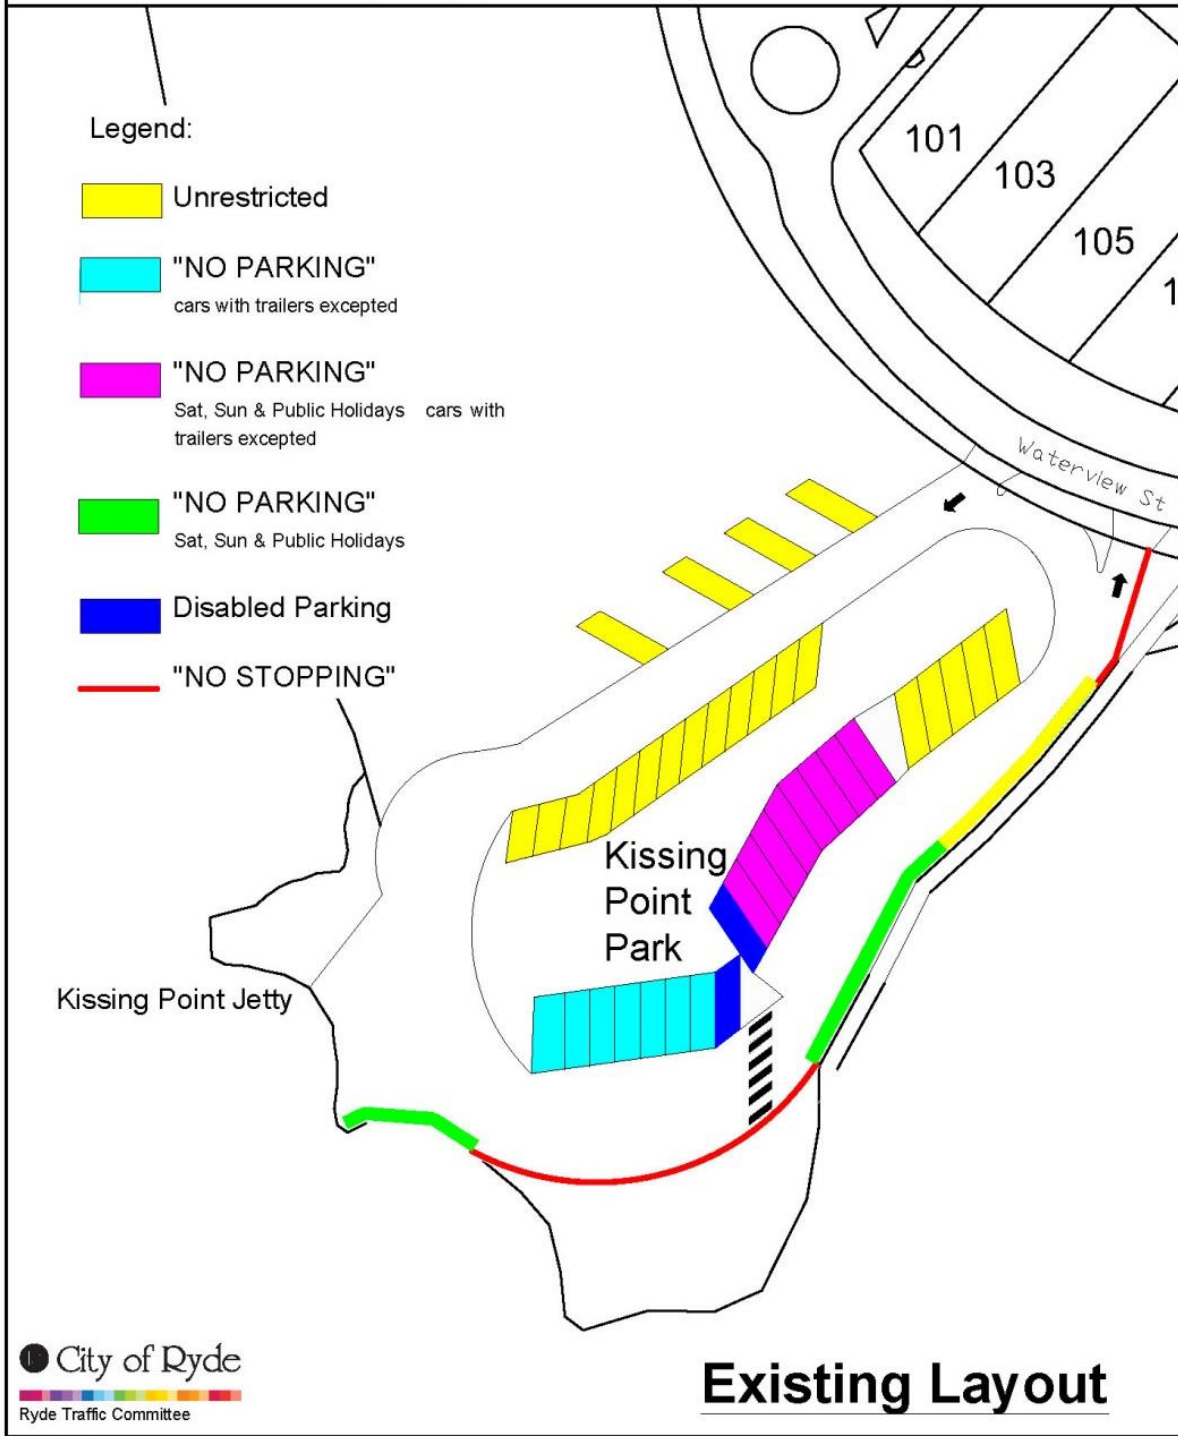 Legend:
Unrestricted
"NO PARKING"
cars with trailers excepted
"NO PARKING"
Sat, Sun & Public Holidays cars with
trailers excepted
"NO PARKING"
Sat, Sun & Public Holidays
Disabled Parking
"NO STOPPING"
101
103
105
1
Waterview St
Kissing
Point
Park
Kissing Point Jetty
City of Ryde
Ryde Traffic Committee
Existing Layout